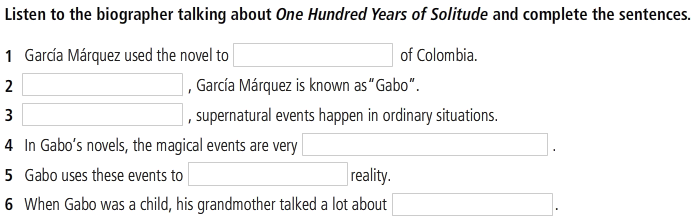 Listen to the biographer talking about One Hundred Years of Solitude and complete the sentences.
1 García Márquez used the novel to of Colombia.
2 , García Márquez is known as “Gabo”.
3 , supernatural events happen in ordinary situations.
4 In Gabo’s novels, the magical events are very .
5 Gabo uses these events to reality.
6 When Gabo was a child, his grandmother talked a lot about .